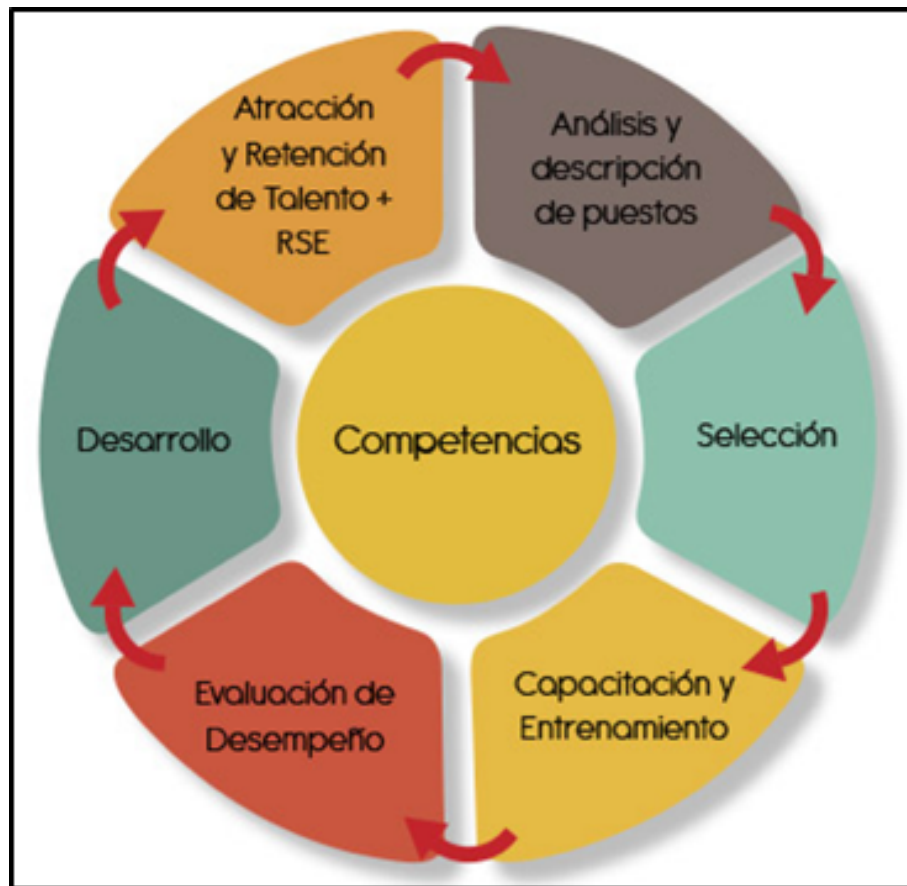 Atracción
y Retención
de Talento +
RSE
Análisis y
descripción
de puestos
Selección
Capacitación y
Entrenamiento
Evaluación de
Desempeño
Desarrollo
Competencias